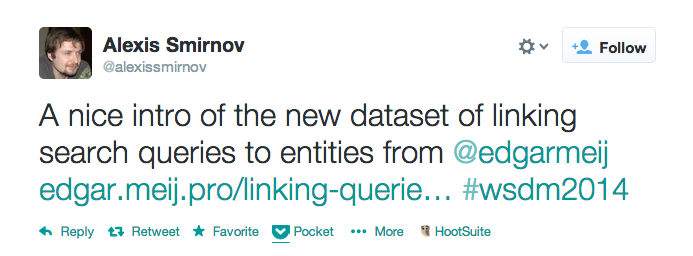 Alexis Smirnov
@alexissmirnov
Follow
A nice intro of the new dataset of linking
search queries to entities from @edgarmeij
edgar.meij.pro/linking-querie… #wsdm2014
Reply Retweet Favorite Pocket More HootSuite